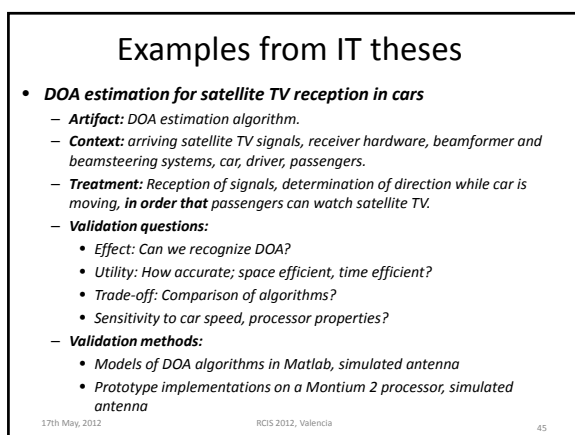 Examples from IT theses
• DOA estimation for satellite TV reception in cars
– Artifact: DOA estimation algorithm.
– Context: arriving satellite TV signals, receiver hardware, beamformer and
beamsteering systems, car, driver, passengers.
– Treatment: Reception of signals, determination of direction while car is
moving, in order that passengers can watch satellite TV.
– Validation questions:
• Effect: Can we recognize DOA?
• Utility: How accurate; space efficient, time efficient?
• Trade-off: Comparison of algorithms?
• Sensitivity to car speed, processor properties?
– Validation methods:
• Models of DOA algorithms in Matlab, simulated antenna
• Prototype implementations on a Montium 2 processor, simulated
antenna
17th May, 2012 RCIS 2012, Valencia 45